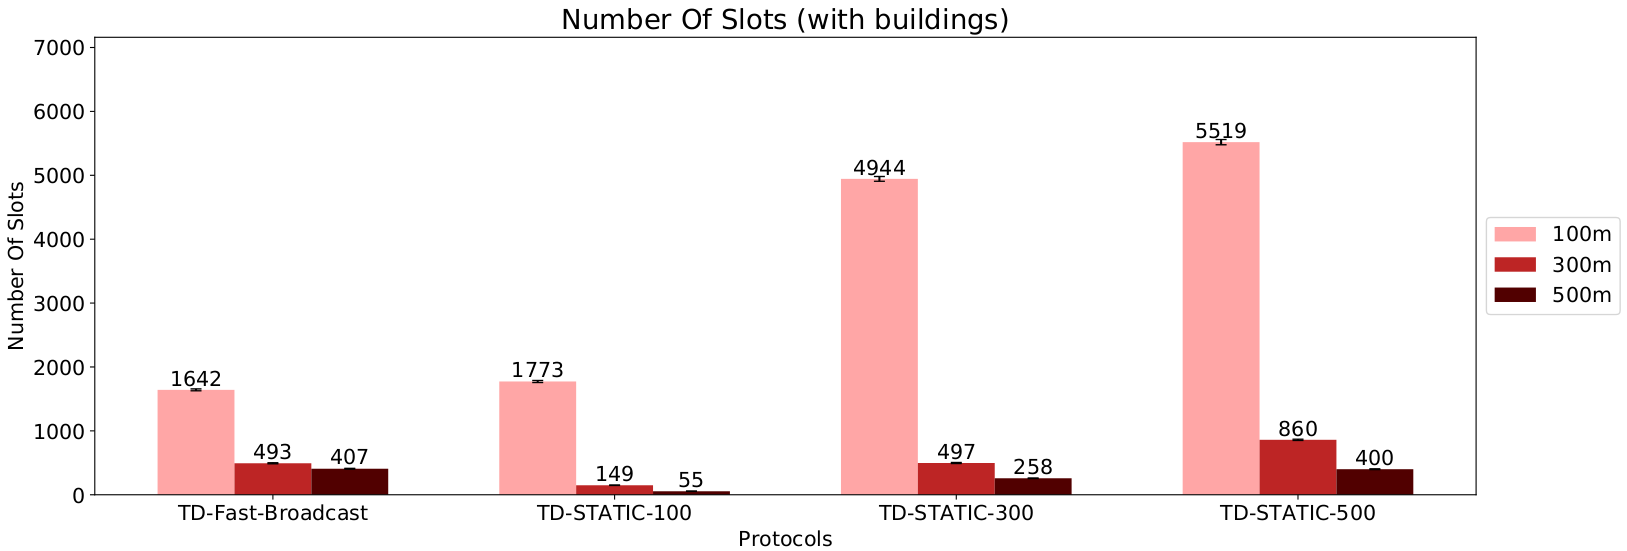 Number Of Slots (with buildings)
Number Of Slots
7000
6000
5000
4000
3000
2000
1000
0
1642
493
407
1773
149
55
4944
497
258
5519
860
400
TD-Fast-Broadcast
TD-STATIC-100
TD-STATIC-300
TD-STATIC-500
Protocols
100m
300m
500m